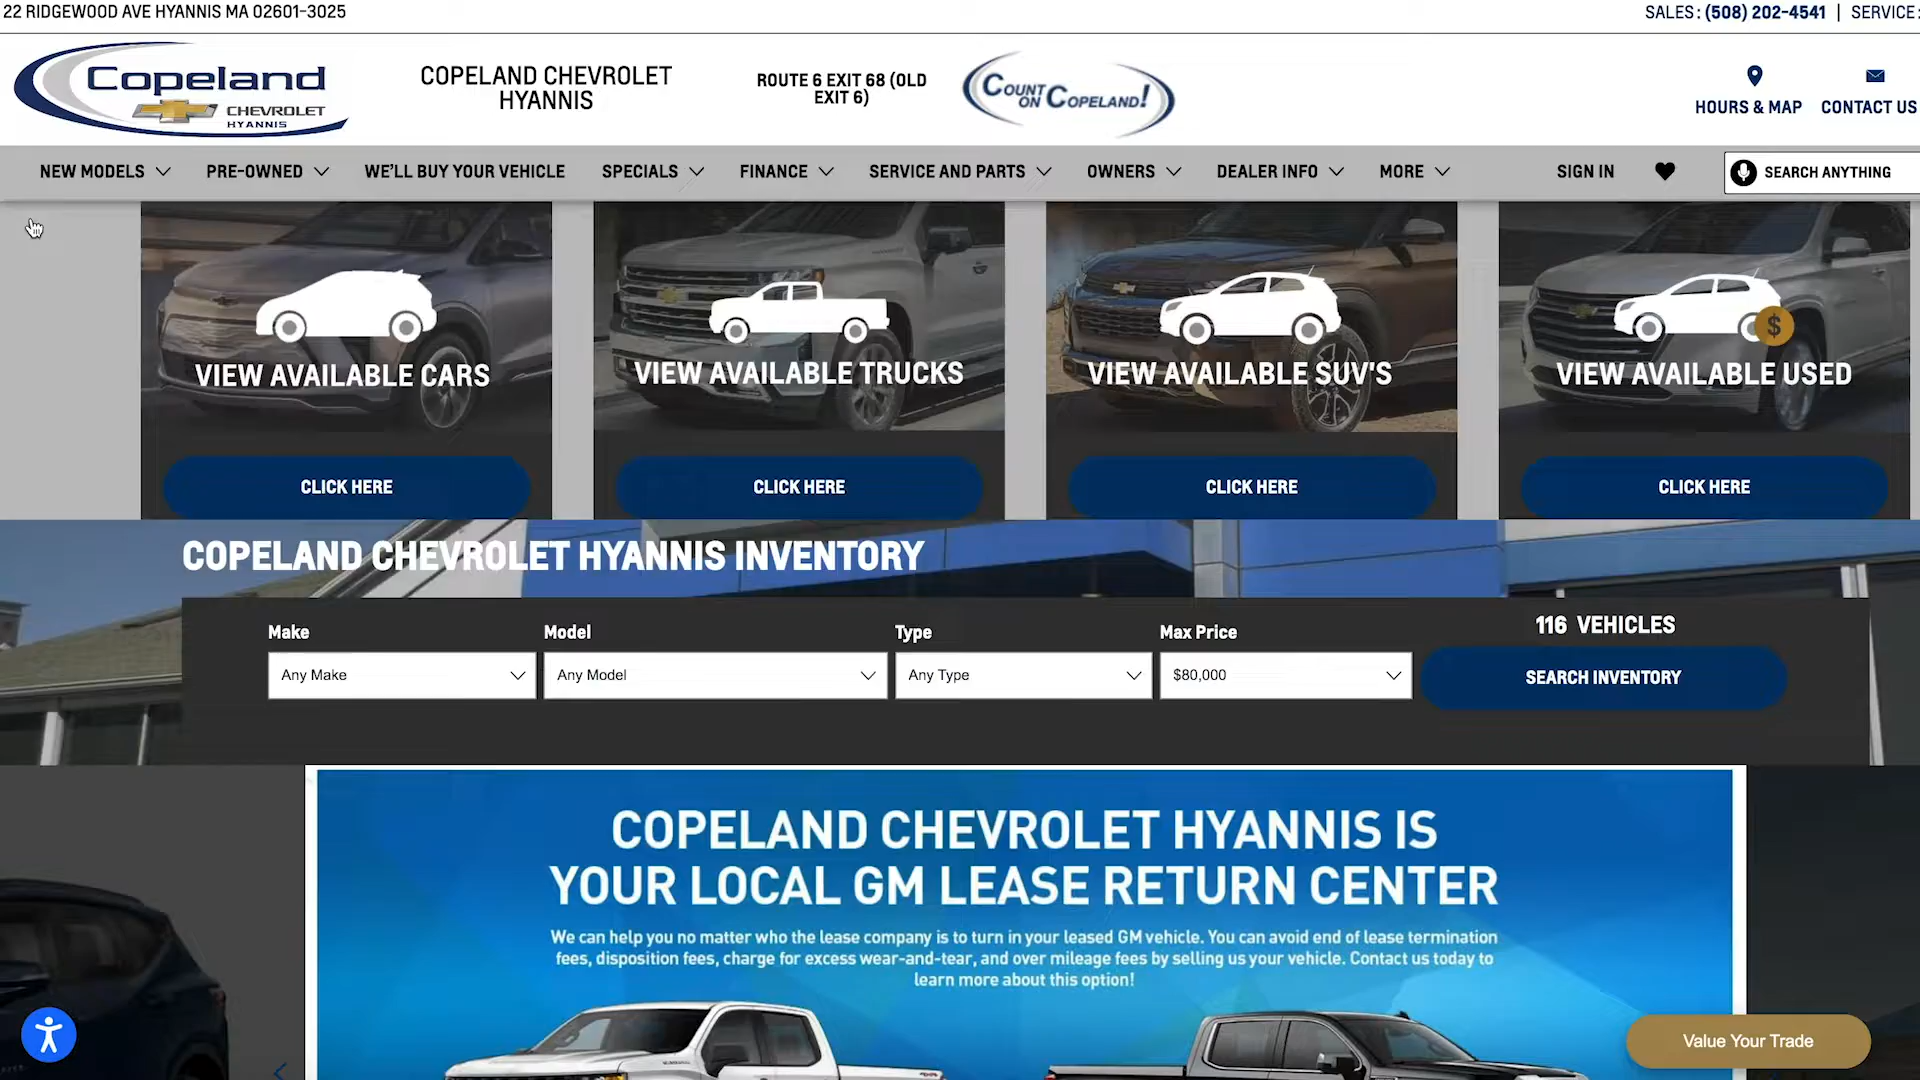 22 RIDGEWOOD AVE HYANNIS MA 02601-3025
SALES: (508) 202-4541 | SERVICE:
Copeland
CHEVROLET
HYANNIS
COPELAND CHEVROLET
HYANNIS
ROUTE 6 EXIT 68 (OLD
EXIT 6)
COUNT
ON COPELAND!
HOURS & MAP
CONTACT US
NEW MODELS
PRE-OWNED
WE'LL BUY YOUR VEHICLE
SPECIALS
FINANCE
SERVICE AND PARTS
OWNERS
DEALER INFO
MORE
SIGN IN
SEARCH ANYTHING
VIEW AVAILABLE CARS
VIEW AVAILABLE TRUCKS
VIEW AVAILABLE SUV'S
$
VIEW AVAILABLE USED
CLICK HERE
CLICK HERE
CLICK HERE
CLICK HERE
COPELAND CHEVROLET HYANNIS INVENTORY
Make
Model
Type
Max Price
116 VEHICLES
Any Make
Any Model
Any Type
$80,000
SEARCH INVENTORY
COPELAND CHEVROLET HYANNIS IS
YOUR LOCAL GM LEASE RETURN CENTER
We can help you no matter who the lease company is to turn in your leased GM vehicle. You can avoid end of lease termination
fees, disposition fees, charge for excess wear-and-tear, and over mileage fees by selling us your vehicle. Contact us today to
learn more about this option!
Value Your Trade